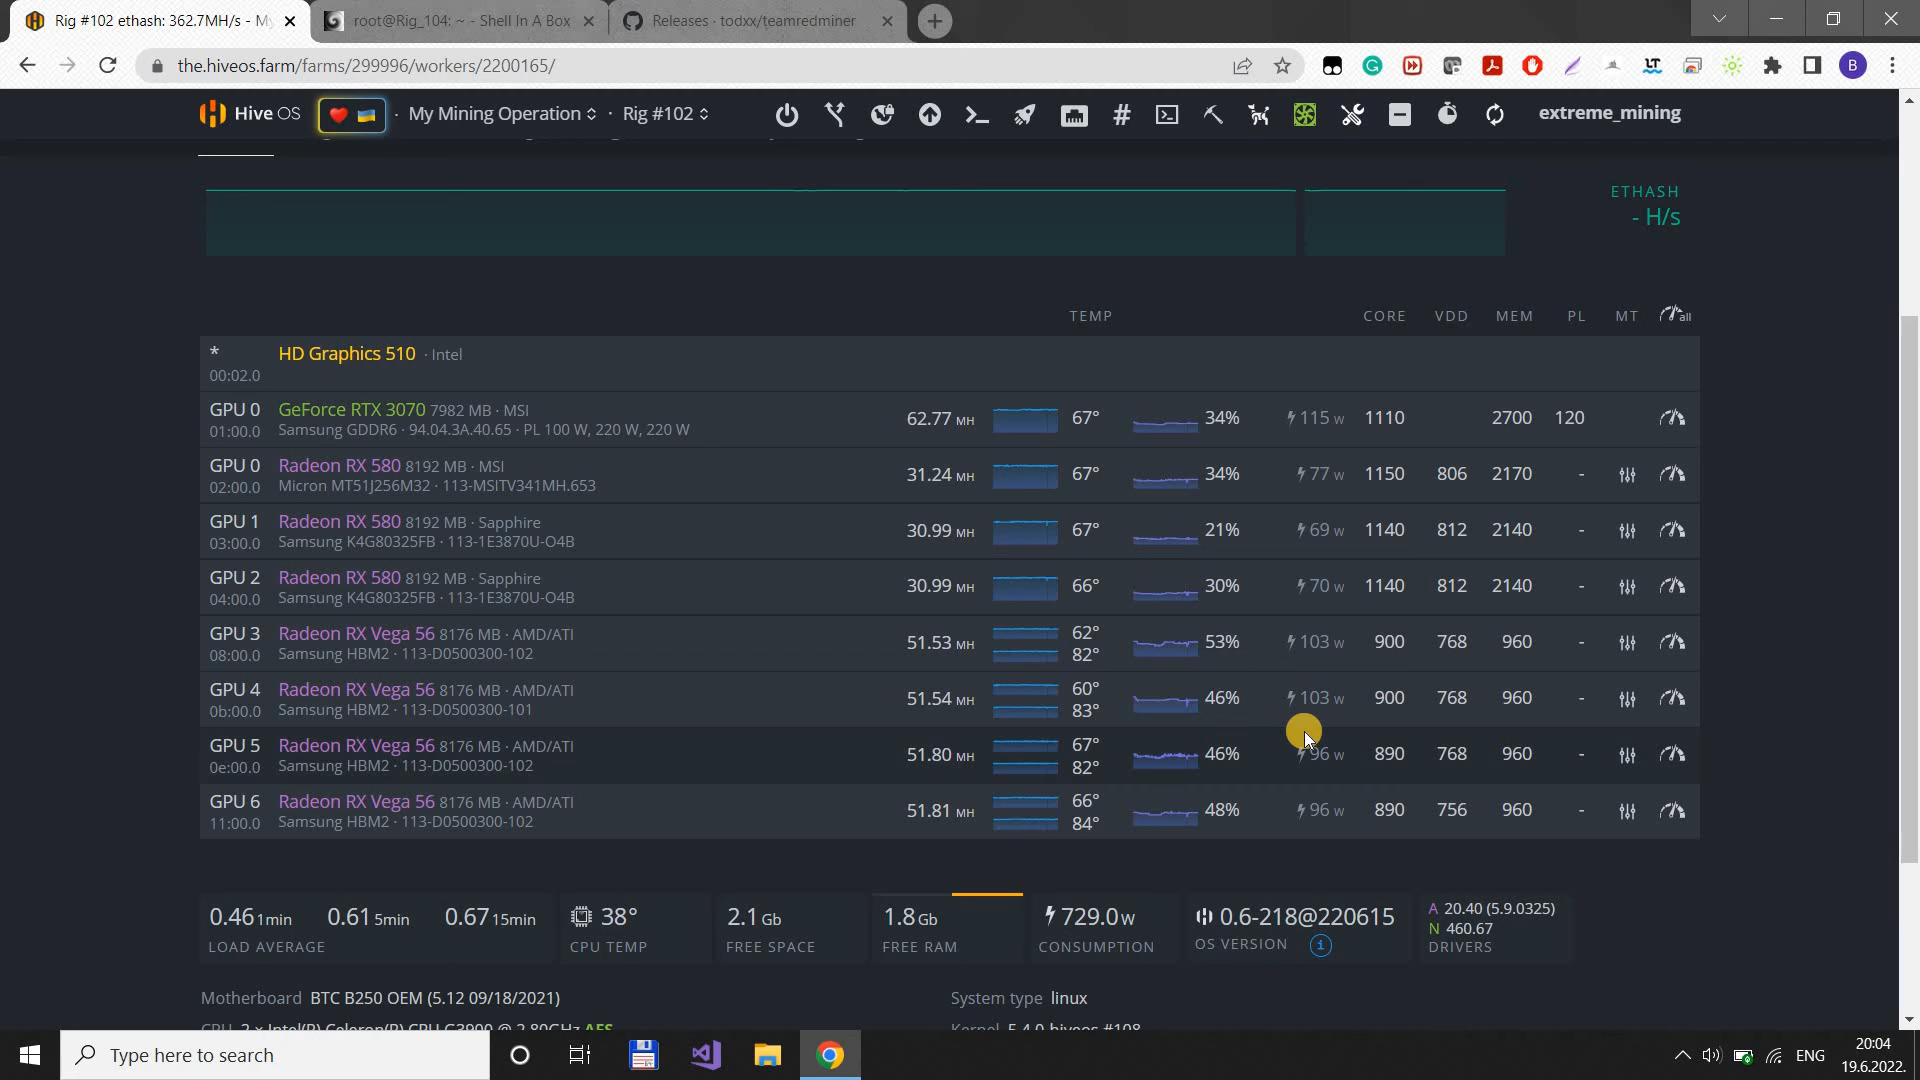 Rig #102 ethash: 362.7MH/s - My
root@Rig_104: ~ - Shell In A Box
Releases · todxx/teamredminer
the.hiveos.farm/farms/299996/workers/2200165/
B
Hive OS · My Mining Operation · Rig #102 extreme_mining
ETHASH
- H/s
TEMP CORE VDD MEM PL MT all
* HD Graphics 510 · Intel
00:02.0
GPU 0 GeForce RTX 3070 7982 MB · MSI 62.77 MH 67° 34% 115 W 1110 2700 120
01:00.0 Samsung GDDR6 · 94.04.3A.40.65 · PL 100 W, 220 W, 220 W
GPU 0 Radeon RX 580 8192 MB · MSI 31.24 MH 67° 34% 77 W 1150 806 2170 -
02:00.0 Micron MT51J256M32 · 113-MSITV341MH.653
GPU 1 Radeon RX 580 8192 MB · Sapphire 30.99 MH 67° 21% 69 W 1140 812 2140 -
03:00.0 Samsung K4G80325FB · 113-1E3870U-O4B
GPU 2 Radeon RX 580 8192 MB · Sapphire 30.99 MH 66° 30% 70 W 1140 812 2140 -
04:00.0 Samsung K4G80325FB · 113-1E3870U-O4B
GPU 3 Radeon RX Vega 56 8176 MB · AMD/ATI 51.53 MH 62° 53% 103 W 900 768 960 -
08:00.0 Samsung HBM2 · 113-D0500300-102 82°
GPU 4 Radeon RX Vega 56 8176 MB · AMD/ATI 51.54 MH 60° 46% 103 W 900 768 960 -
0b:00.0 Samsung HBM2 · 113-D0500300-101 83°
GPU 5 Radeon RX Vega 56 8176 MB · AMD/ATI 51.80 MH 67° 46% 96 W 890 768 960 -
0e:00.0 Samsung HBM2 · 113-D0500300-102 82°
GPU 6 Radeon RX Vega 56 8176 MB · AMD/ATI 51.81 MH 66° 48% 96 W 890 756 960 -
11:00.0 Samsung HBM2 · 113-D0500300-102 84°
0.46 1min 0.61 5min 0.67 15min 38° 2.1 Gb 1.8 Gb 729.0 W 0.6-218@220615 A 20.40 (5.9.0325)
N 460.67
LOAD AVERAGE CPU TEMP FREE SPACE FREE RAM CONSUMPTION OS VERSION DRIVERS
Motherboard BTC B250 OEM (5.12 09/18/2021) System type linux
CPU 2 × Intel(R) Celeron(R) CPU G3900 @ 2.80GHz AES Kernel 5.4.0-hiveos #108
Type here to search
ENG
20:04
19.6.2022.